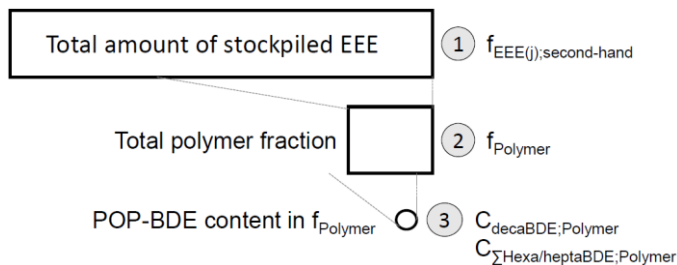 Total amount of stockpiled EEE 1 f_EEE(j);second-hand
Total polymer fraction 2 f_Polymer
POP-BDE content in f_Polymer 3 C_decaBDE;Polymer
C_∑Hexa/heptaBDE;Polymer